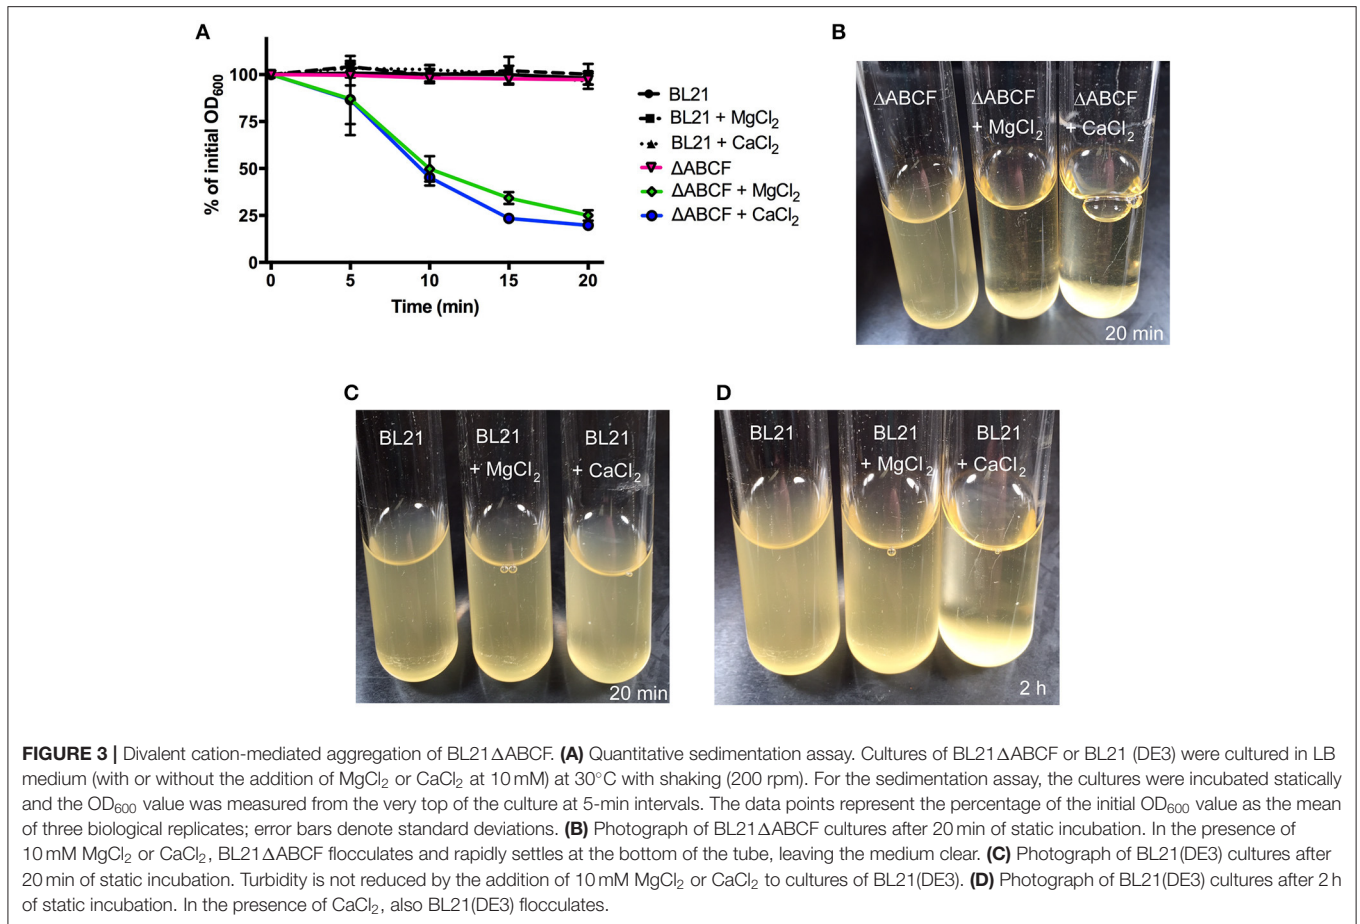 A
% of initial OD600
100
75
50
25
0
0 5 10 15 20
Time (min)
BL21
BL21 + MgCl2
BL21 + CaCl2
ΔABCF
ΔABCF + MgCl2
ΔABCF + CaCl2
B
ΔABCF
ΔABCF
+ MgCl2
ΔABCF
+ CaCl2
20 min
C
BL21
BL21
+ MgCl2
BL21
+ CaCl2
20 min
D
BL21
BL21
+ MgCl2
BL21
+ CaCl2
2 h
FIGURE 3 | Divalent cation-mediated aggregation of BL21ΔABCF. (A) Quantitative sedimentation assay. Cultures of BL21ΔABCF or BL21 (DE3) were cultured in LB
medium (with or without the addition of MgCl2 or CaCl2 at 10 mM) at 30°C with shaking (200 rpm). For the sedimentation assay, the cultures were incubated statically
and the OD600 value was measured from the very top of the culture at 5-min intervals. The data points represent the percentage of the initial OD600 value as the mean
of three biological replicates; error bars denote standard deviations. (B) Photograph of BL21ΔABCF cultures after 20 min of static incubation. In the presence of
10 mM MgCl2 or CaCl2, BL21ΔABCF flocculates and rapidly settles at the bottom of the tube, leaving the medium clear. (C) Photograph of BL21(DE3) cultures after
20 min of static incubation. Turbidity is not reduced by the addition of 10 mM MgCl2 or CaCl2 to cultures of BL21(DE3). (D) Photograph of BL21(DE3) cultures after 2 h
of static incubation. In the presence of CaCl2, also BL21(DE3) flocculates.